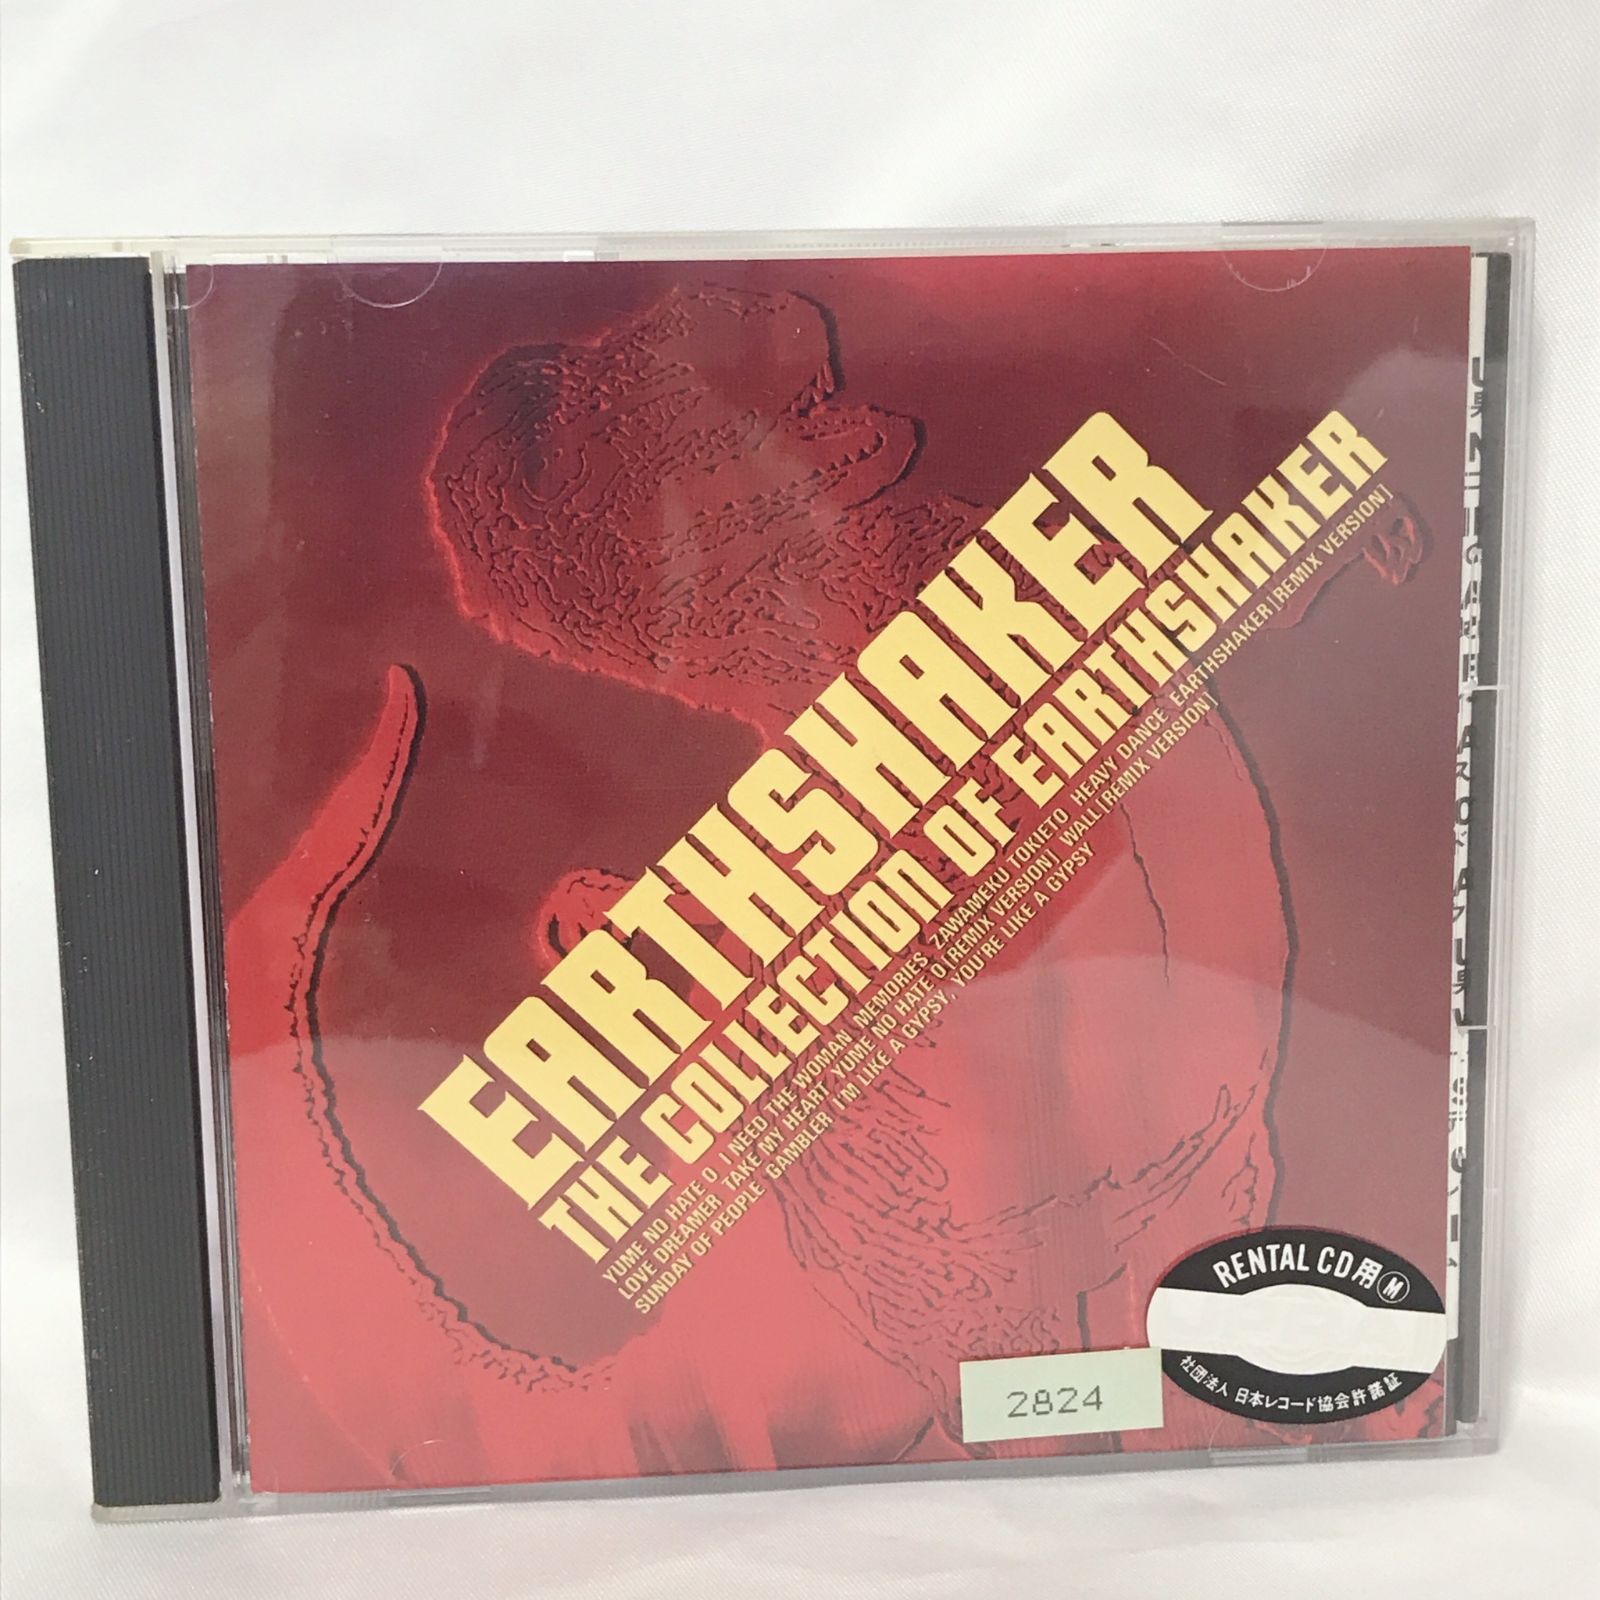 EARTHSHAKER
THE COLLECTION OF EARTHSHAKER
YUME NO HATE O I NEED THE WOMAN MEMORIES ZAWAMEKU TOKIETO HEAVY DANCE EARTHSHAKER [REMIX VERSION]
LOVE DREAMER TAKE MY HEART YUME NO HATE O [REMIX VERSION] WALL [REMIX VERSION]
SUNDAY OF PEOPLE GAMBLER I'M LIKE A GYPSY, YOU'RE LIKE A GYPSY
RENTAL CD用 M
社団法人 日本レコード協会許諾証
2824